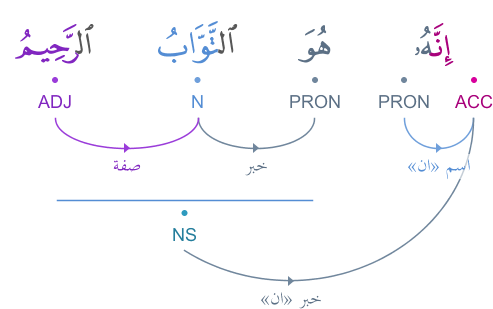 إِنَّهُۥ هُوَ ٱلتَّوَّابُ ٱلرَّحِيمُ
ACC PRON PRON N ADJ
اسم «ان» خبر صفة
NS
خبر «ان»